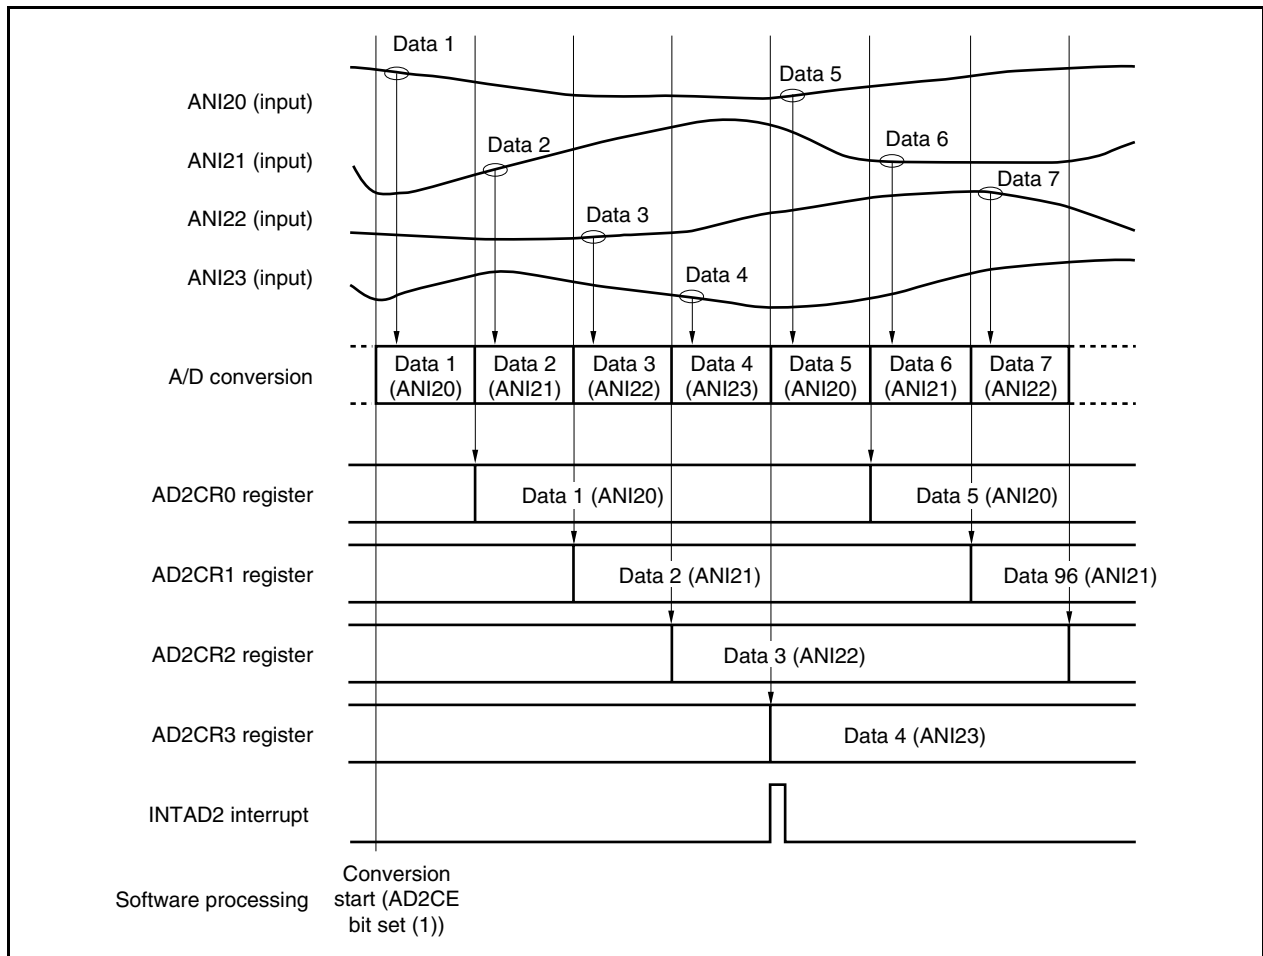 Data 1
Data 5
ANI20 (input)
Data 6
Data 2
ANI21 (input)
Data 7
ANI22 (input)
Data 3
ANI23 (input)
Data 4
A/D conversion
Data 1
(ANI20)
Data 2
(ANI21)
Data 3
(ANI22)
Data 4
(ANI23)
Data 5
(ANI20)
Data 6
(ANI21)
Data 7
(ANI22)
AD2CR0 register
Data 1 (ANI20)
Data 5 (ANI20)
AD2CR1 register
Data 2 (ANI21)
Data 96 (ANI21)
AD2CR2 register
Data 3 (ANI22)
AD2CR3 register
Data 4 (ANI23)
INTAD2 interrupt
Software processing
Conversion
start (AD2CE
bit set (1))